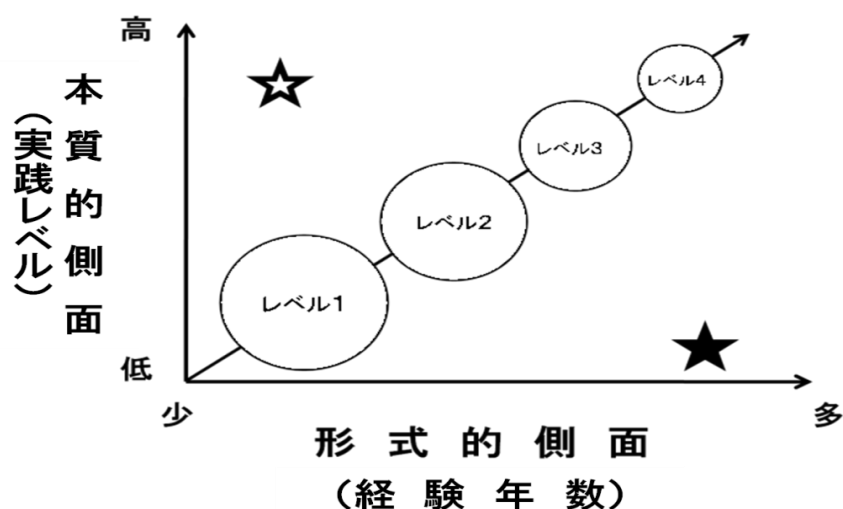 高
本質的側面
（実践レベル）
レベル4
レベル3
レベル2
レベル1
低
少
多
形式的側面
（経験年数）